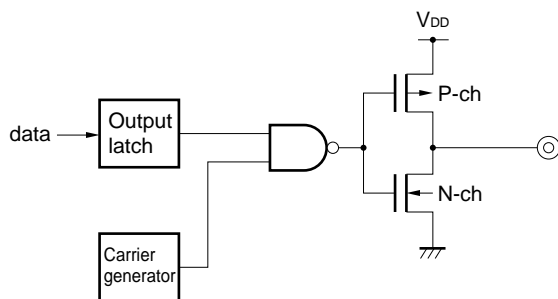 VDD
P-ch
data
Output
latch
N-ch
Carrier
generator